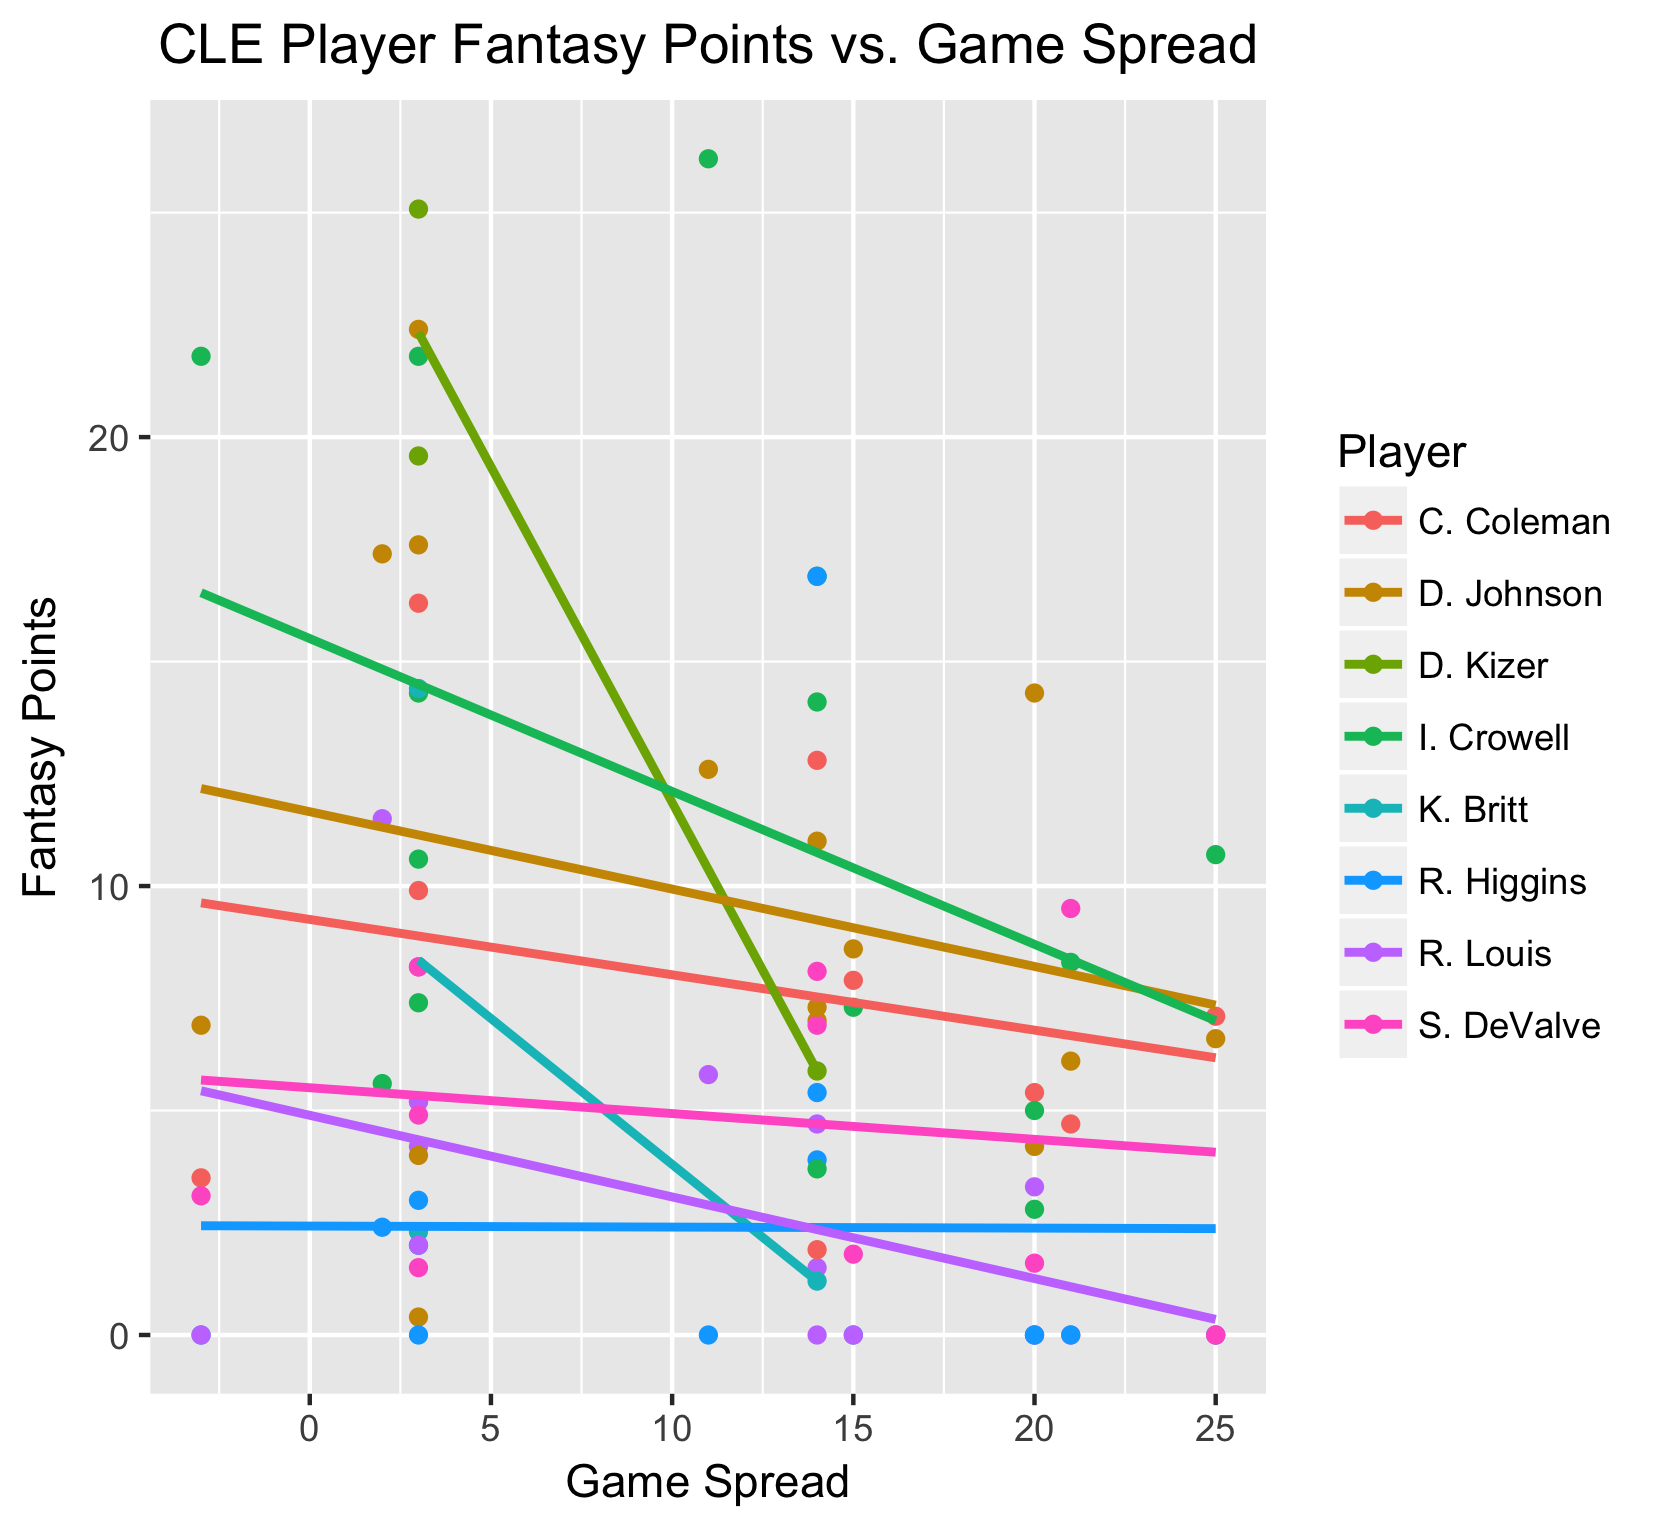 CLE Player Fantasy Points vs. Game Spread
Fantasy Points
20
10
0
0 5 10 15 20 25
Game Spread
Player
C. Coleman
D. Johnson
D. Kizer
I. Crowell
K. Britt
R. Higgins
R. Louis
S. DeValve